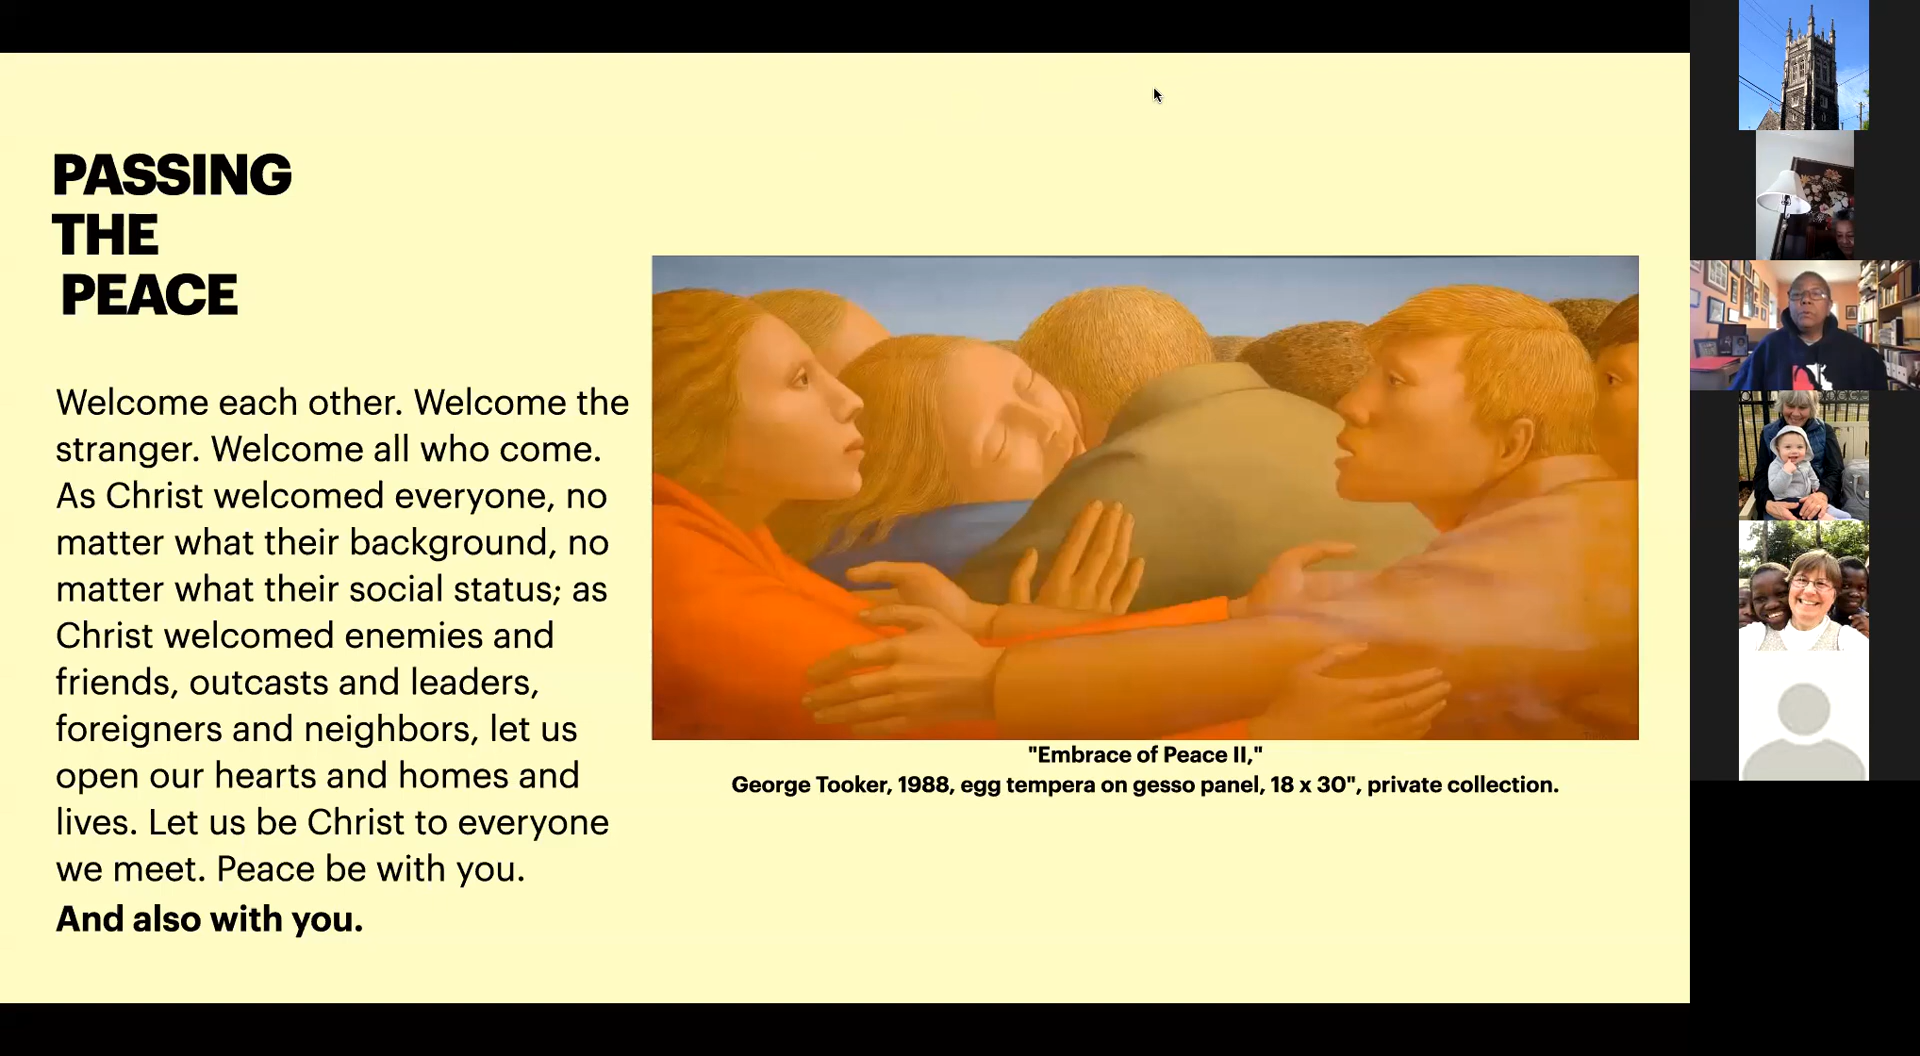 PASSING
THE
PEACE
Welcome each other. Welcome the
stranger. Welcome all who come.
As Christ welcomed everyone, no
matter what their background, no
matter what their social status; as
Christ welcomed enemies and
friends, outcasts and leaders,
foreigners and neighbors, let us
open our hearts and homes and
lives. Let us be Christ to everyone
we meet. Peace be with you.
And also with you.
"Embrace of Peace II,"
George Tooker, 1988, egg tempera on gesso panel, 18 x 30", private collection.